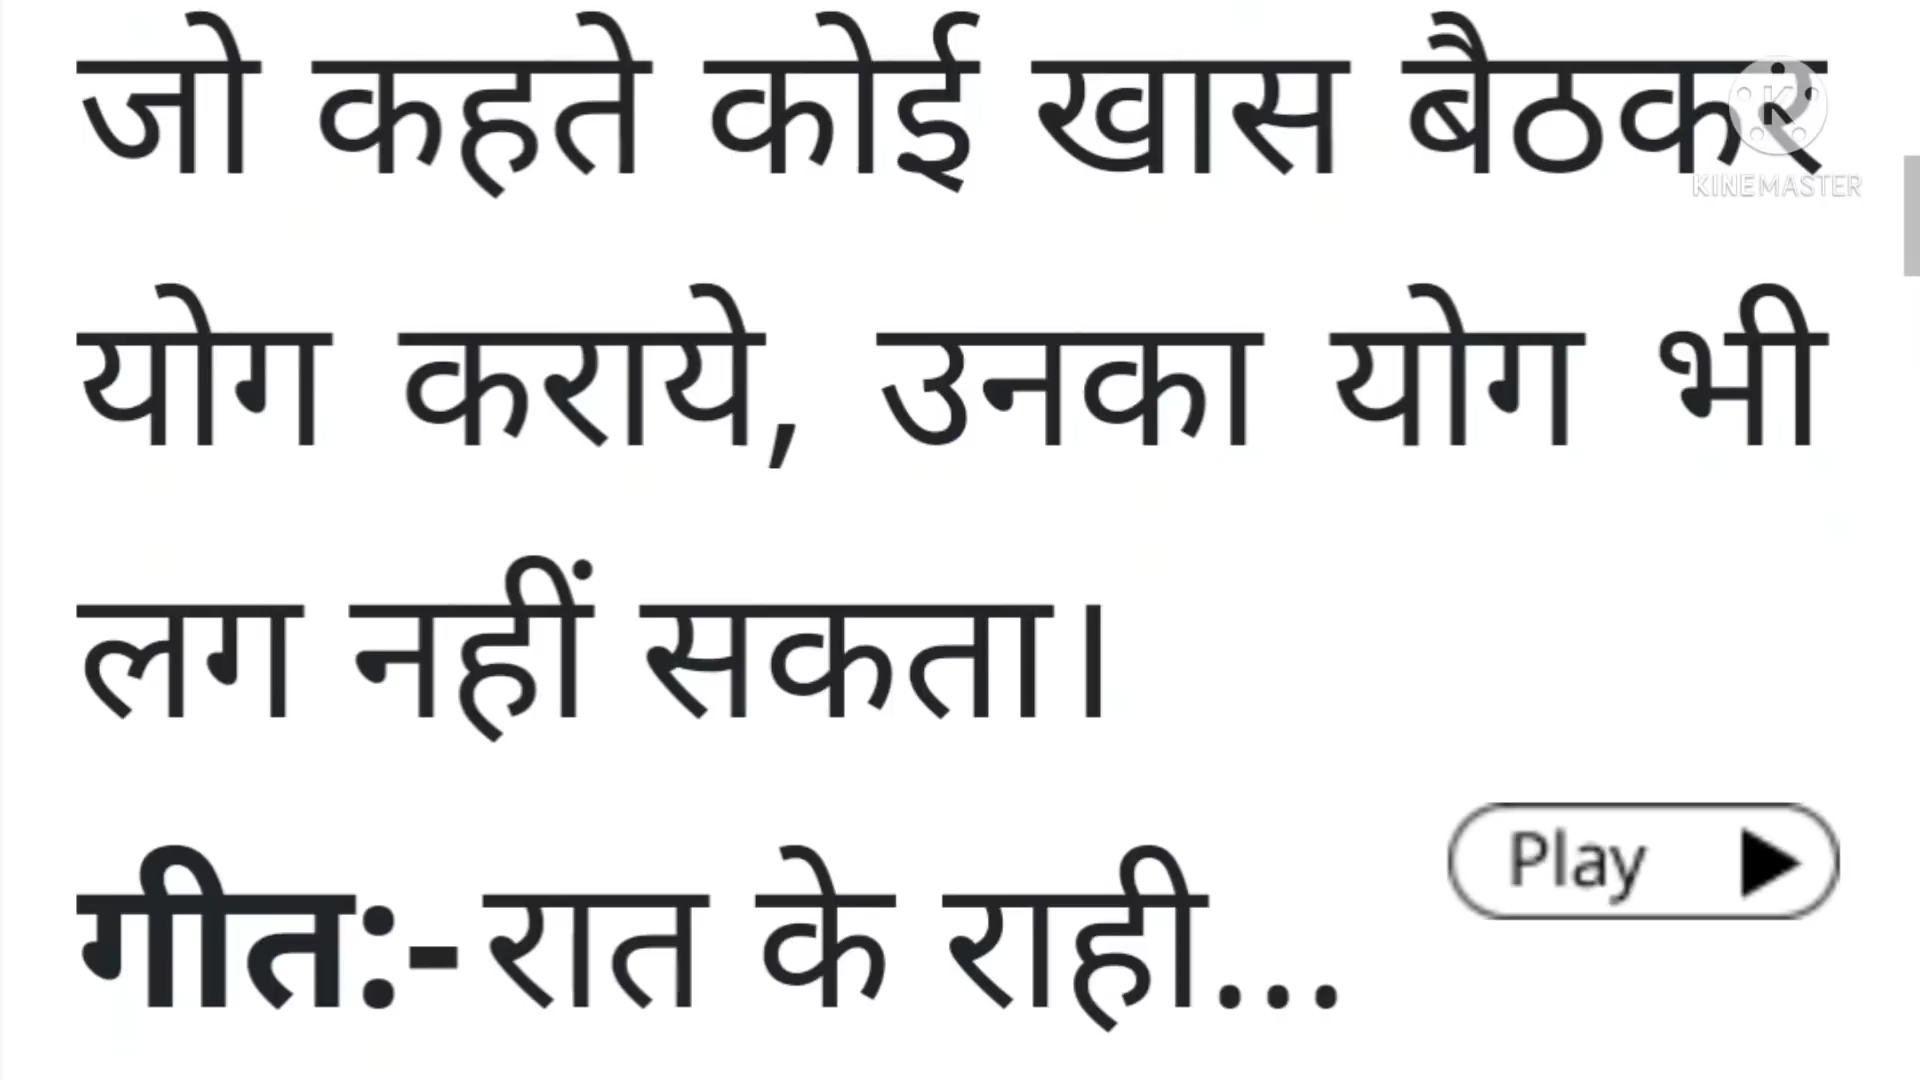 जो कहते कोई खास बैठकर
KINEMASTER
योग कराये, उनका योग भी
लग नहीं सकता।
Play
गीत:-रात के राही...